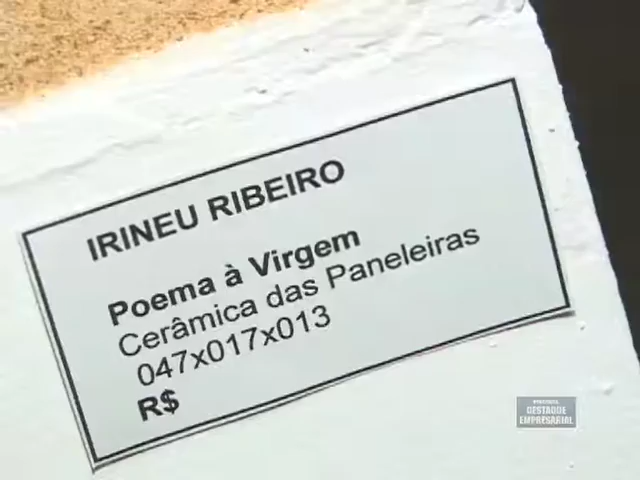 IRINEU RIBEIRO
Poema à Virgem
Cerâmica das Paneleiras
047x017x013
R$
DESTAQUE
EMPRESARIAL